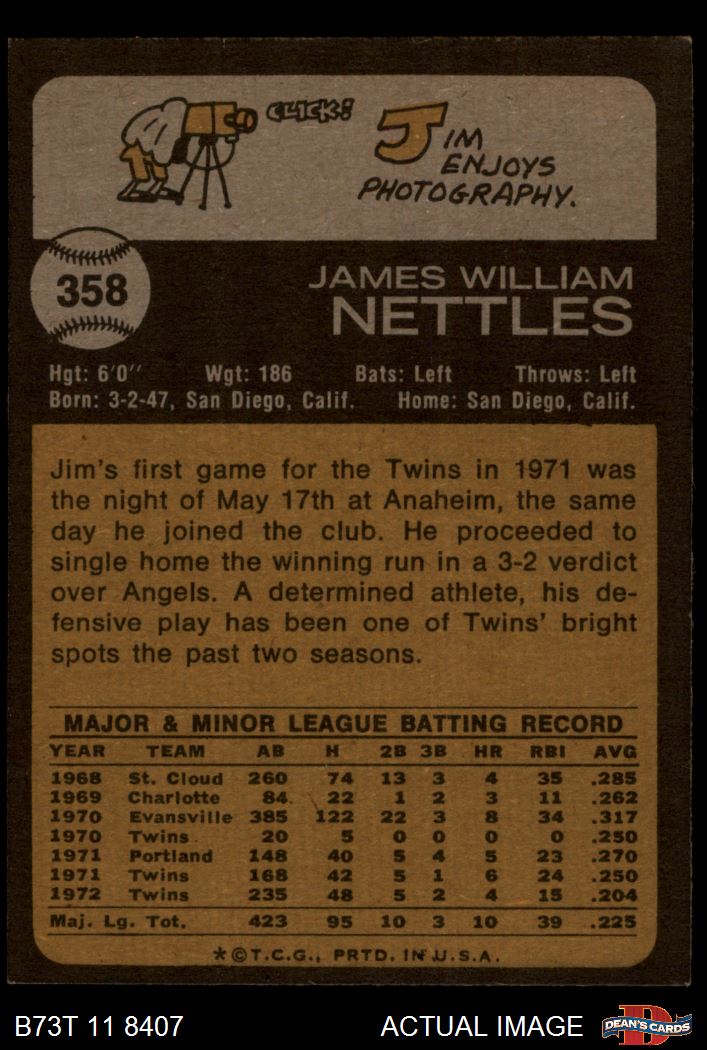 CLICK!
JIM
ENJOYS
PHOTOGRAPHY.
358
JAMES WILLIAM
NETTLES
Hgt: 6'0" Wgt: 186 Bats: Left Throws: Left
Born: 3-2-47, San Diego, Calif. Home: San Diego, Calif.
Jim's first game for the Twins in 1971 was
the night of May 17th at Anaheim, the same
day he joined the club. He proceeded to
single home the winning run in a 3-2 verdict
over Angels. A determined athlete, his de-
fensive play has been one of Twins' bright
spots the past two seasons.
MAJOR & MINOR LEAGUE BATTING RECORD
YEAR TEAM AB H 2B 3B HR RBI AVG
1968 St. Cloud 260 74 13 3 4 35 .285
1969 Charlotte 84 22 1 2 3 11 .262
1970 Evansville 385 122 22 3 8 34 .317
1970 Twins 20 5 0 0 0 0 .250
1971 Portland 148 40 5 4 5 23 .270
1971 Twins 168 42 5 1 6 24 .250
1972 Twins 235 48 5 2 4 15 .204
Maj. Lg. Tot. 423 95 10 3 10 39 .225
*©T.C.G., PRTD. IN U.S.A.
B73T 11 8407 ACTUAL IMAGE DEAN'S CARDS